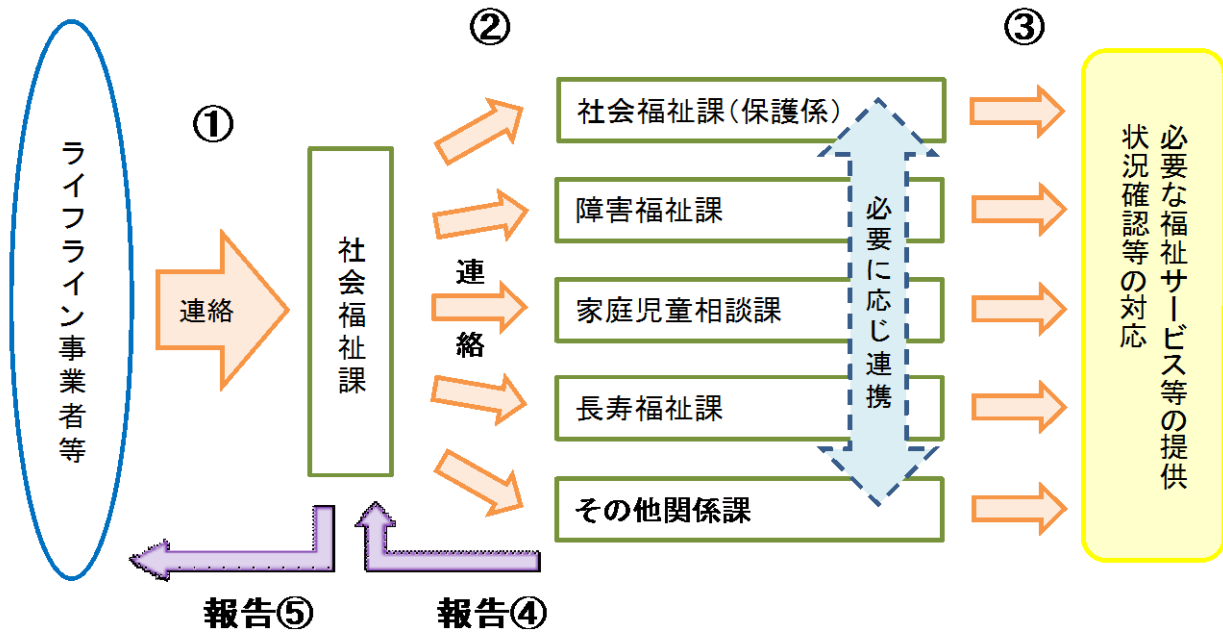 ①
②
③
ライフライン事業者等
連絡
社会福祉課
連絡
社会福祉課(保護係)
障害福祉課
家庭児童相談課
長寿福祉課
その他関係課
必要に応じ連携
必要な福祉サービス等の提供
状況確認等の対応
報告⑤
報告④